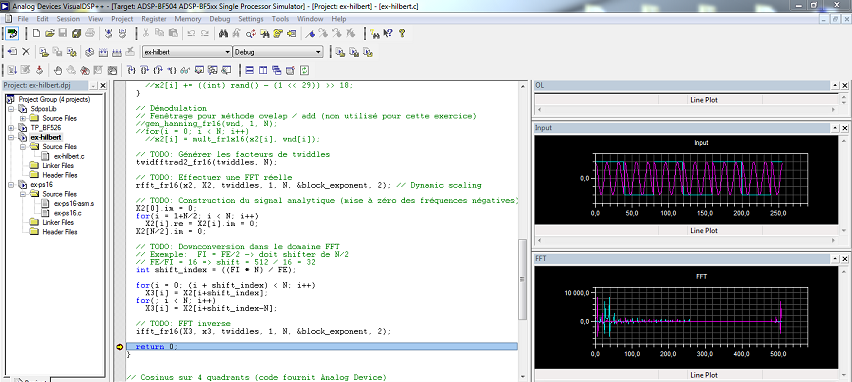 Analog Devices VisualDSP++ - [Target: ADSP-BF504 ADSP-BF5xx Single Processor Simulator] - [Project: ex-hilbert] - [ex-hilbert.c]
File Edit Session View Project Register Memory Debug Settings Tools Window Help
ex-hilbert Debug
Project: ex-hilbert.dpj
Project Group (4 projects)
SdposLib
Source Files
TP_BF526
ex-hilbert
Source Files
ex-hilbert.c
Linker Files
Header Files
ex-ps16
Source Files
ex-ps16-asm.s
ex-ps16.c
Linker Files
Header Files
//x2[i] += ((int) rand() - (1 << 29)) >> 18;
}
// Démodulation
// Fenêtrage pour méthode ovelap / add (non utilisé pour cette exercice)
//gen_hanning_fr16(wnd, 1, N);
//for(i = 0; i < N; i++)
//x2[i] = mult_fr1x16(x2[i], wnd[i]);
// TODO: Générer les facteurs de twiddles
twidfftrad2_fr16(twiddles, N);
// TODO: Effectuer une FFT réelle
rfft_fr16(x2, X2, twiddles, 1, N, &block_exponent, 2); // Dynamic scaling
// TODO: Construction du signal analytique (mise à zéro des fréquences négatives)
X2[0].im = 0;
for(i = 1+N/2; i < N; i++)
X2[i].re = X2[i].im = 0;
X2[N/2].im = 0;
// TODO: Downconversion dans le domaine FFT
// Exemple: FI = FE/2 -> doit shifter de N/2
// FE/FI = 16 => shift = 512 / 16 = 32
int shift_index = ((FI * N) / FE);
for(i = 0; (i + shift_index) < N; i++)
X3[i] = X2[i+shift_index];
for(; i < N; i++)
X3[i] = X2[i+shift_index-N];
// TODO: FFT inverse
ifft_fr16(X3, x3, twiddles, 1, N, &block_exponent, 2);
return 0;
}
// Cosinus sur 4 quadrants (code fournit Analog Device)
OL
Line Plot
Input
Input
0,0
0,0 50,0 100,0 150,0 200,0 250,0
Line Plot
FFT
FFT
10 000,0
0,0
0,0 100,0 200,0 300,0 400,0 500,0
Line Plot